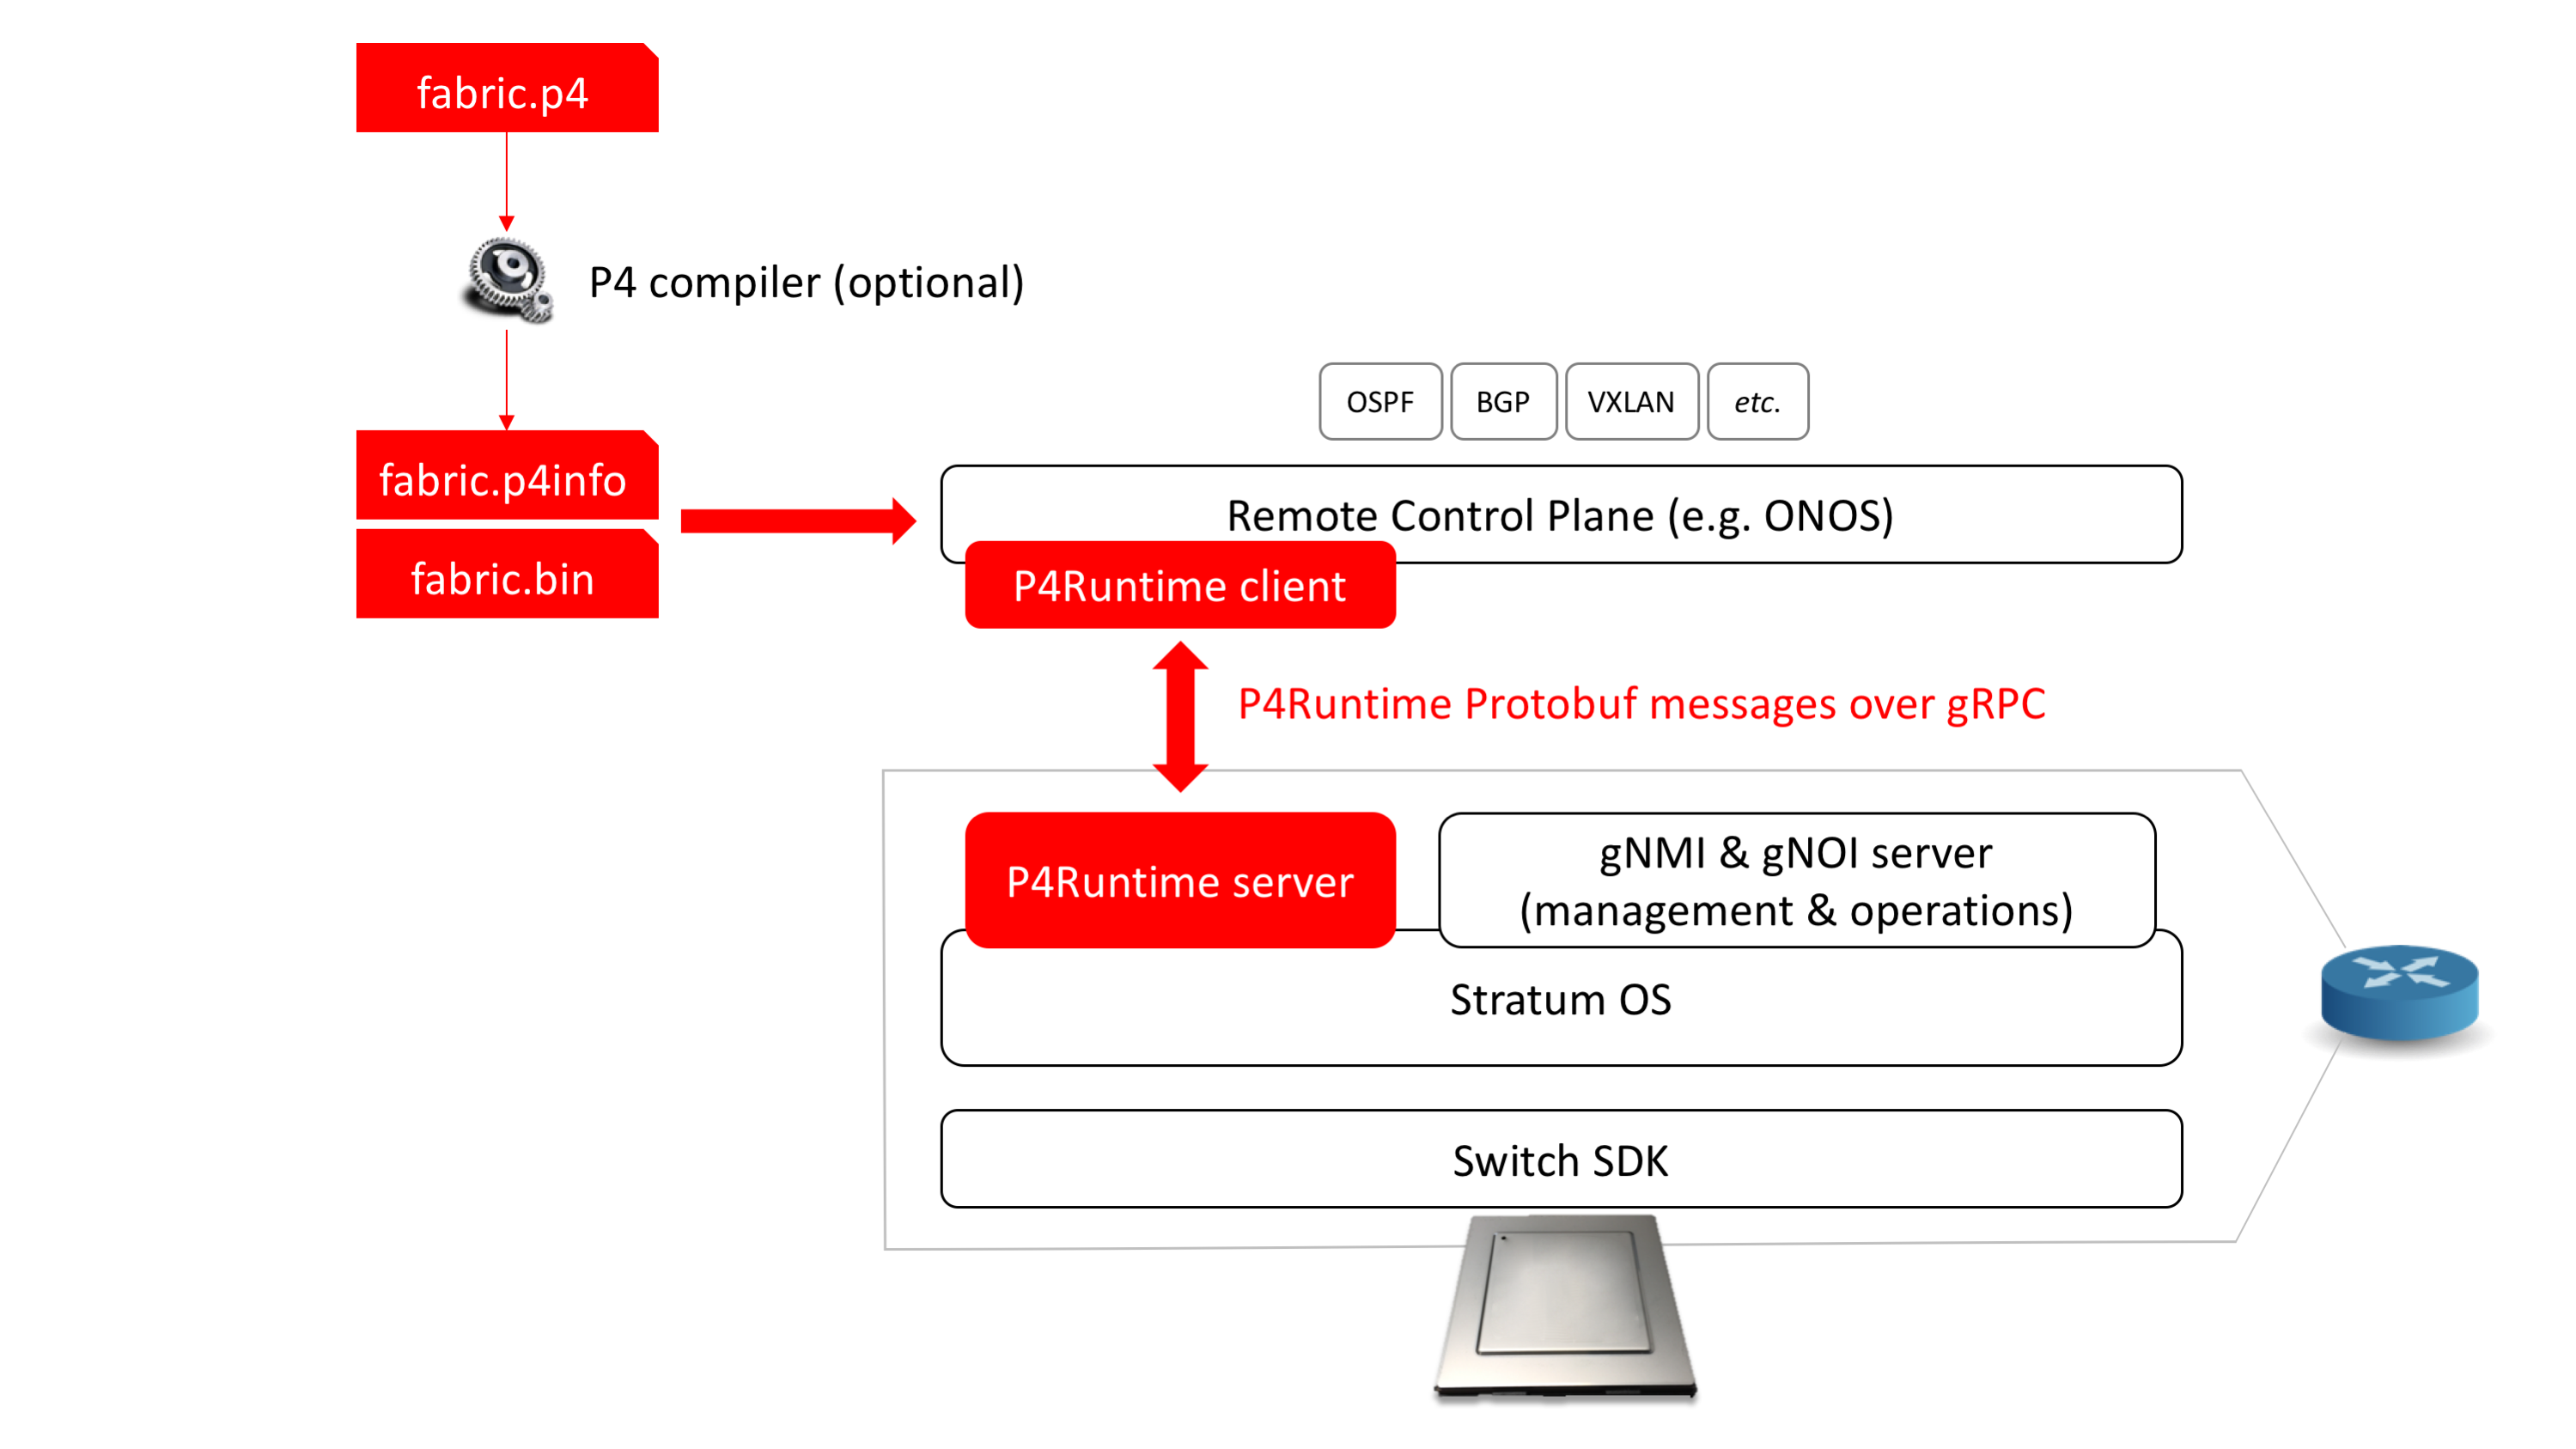 fabric.p4
P4 compiler (optional)
fabric.p4info
fabric.bin
OSPF
BGP
VXLAN
etc.
Remote Control Plane (e.g. ONOS)
P4Runtime client
P4Runtime Protobuf messages over gRPC
P4Runtime server
gNMI & gNOI server
(management & operations)
Stratum OS
Switch SDK